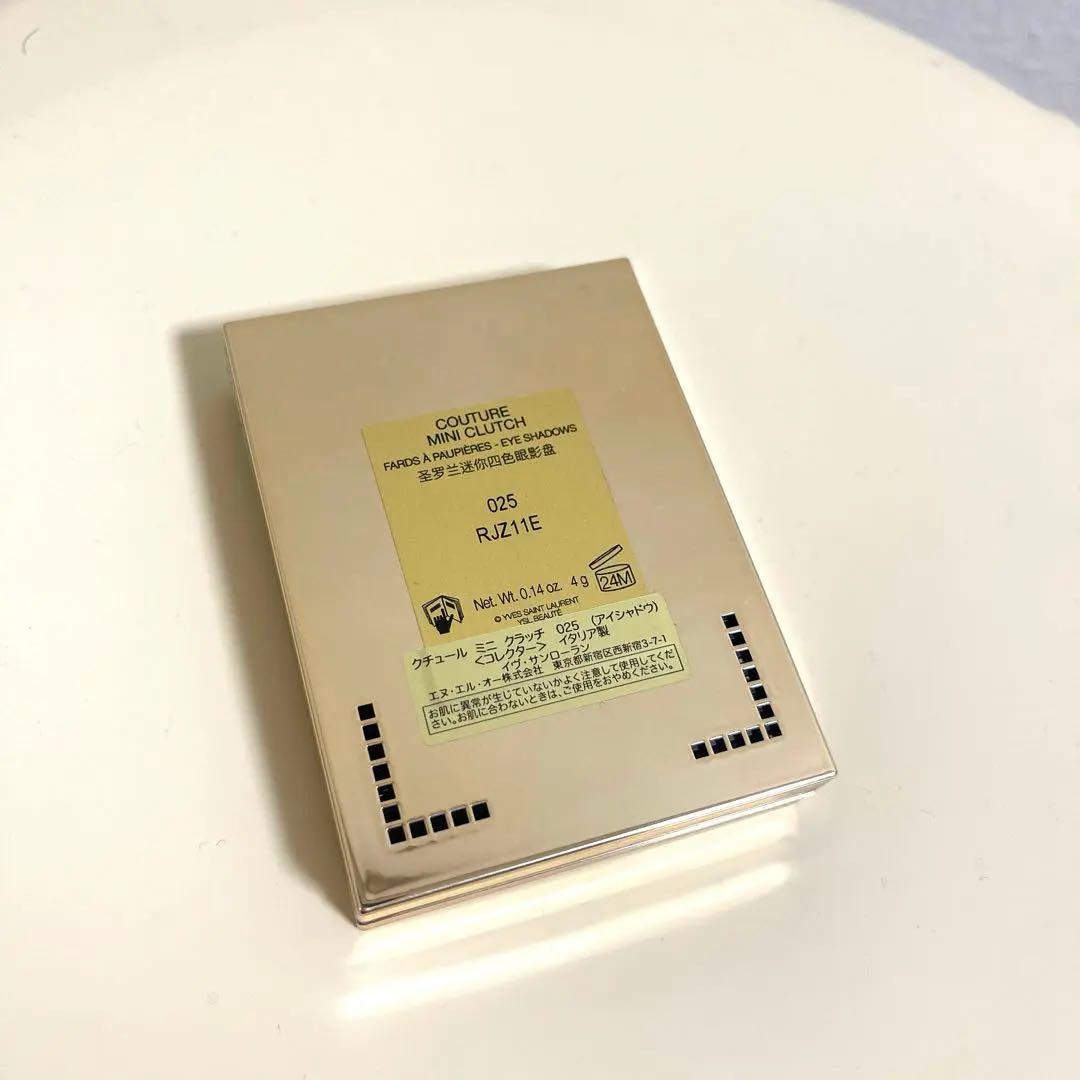 COUTURE
MINI CLUTCH
FARDS À PAUPIÈRES - EYE SHADOWS
圣罗兰迷你四色眼影盘
025
RJZ11E
Net. Wt. 0.14 oz. 4 g
24M
© YVES SAINT LAURENT
YSL BEAUTÉ
クチュール ミニ クラッチ 025 (アイシャドウ)
<コレクター> イタリア製
イヴ・サンローラン
エヌ・エル・オー株式会社 東京都新宿区西新宿3-7-1
お肌に異常が生じていないかよく注意して使用してくだ
さい。お肌に合わないときは、ご使用をおやめください。